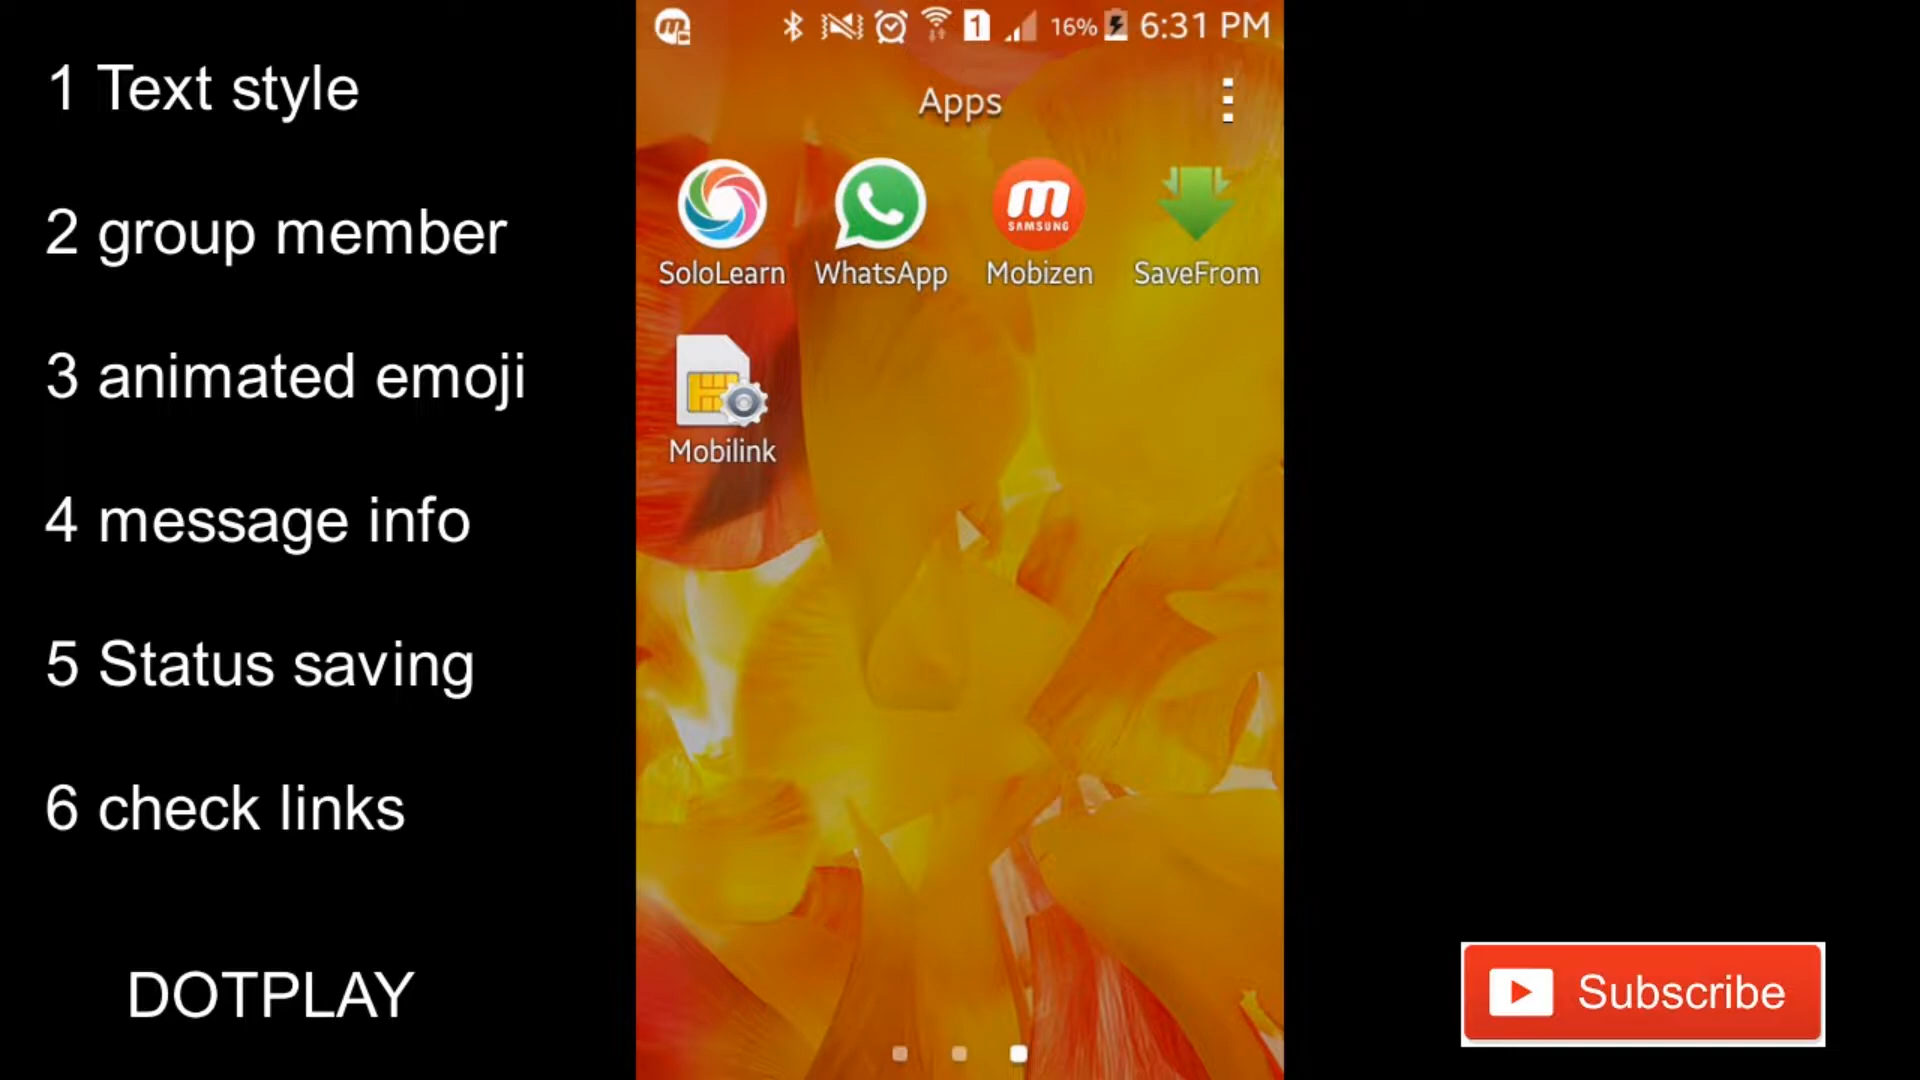 1 Text style
2 group member
3 animated emoji
4 message info
5 Status saving
6 check links
DOTPLAY
m 1 16% 6:31 PM
Apps
m
SAMSUNG
SoloLearn WhatsApp Mobizen SaveFrom
Mobilink
Subscribe